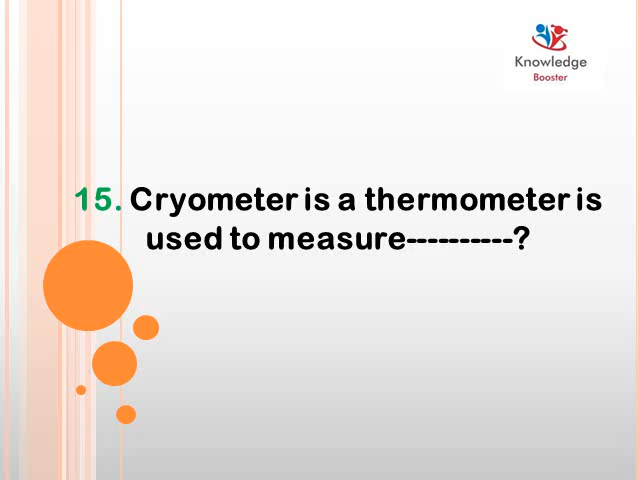 Knowledge
Booster
15. Cryometer is a thermometer is
used to measure----------?